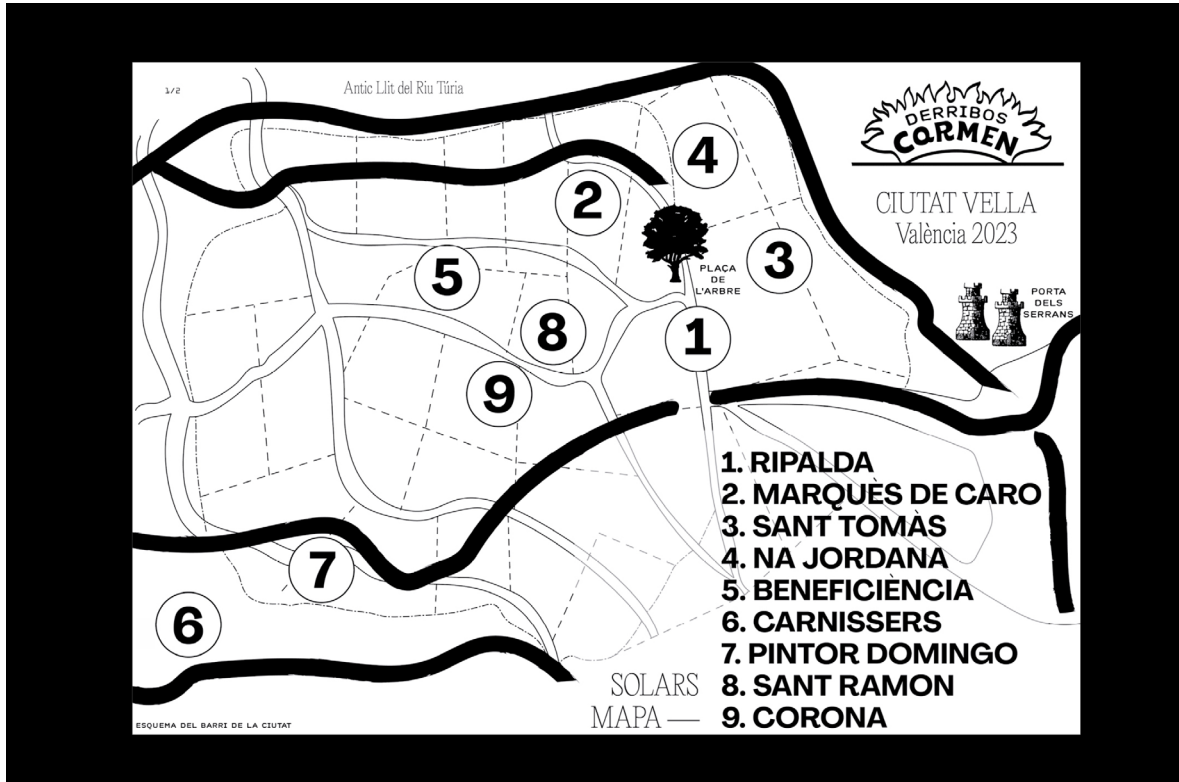 1/2
Antic Llit del Riu Túria
DERRIBOS
CARMEN
CIUTAT VELLA
València 2023
4
2
3
PLAÇA
DE
L'ARBRE
5
PORTA
DELS
SERRANS
8
1
9
7
6
1. RIPALDA
2. MARQUES DE CARO
3. SANT TOMAS
4. NA JORDANA
5. BENEFICIENCIA
6. CARNISSERS
7. PINTOR DOMINGO
8. SANT RAMON
9. CORONA
SOLARS
MAPA —
ESQUEMA DEL BARRI DE LA CIUTAT